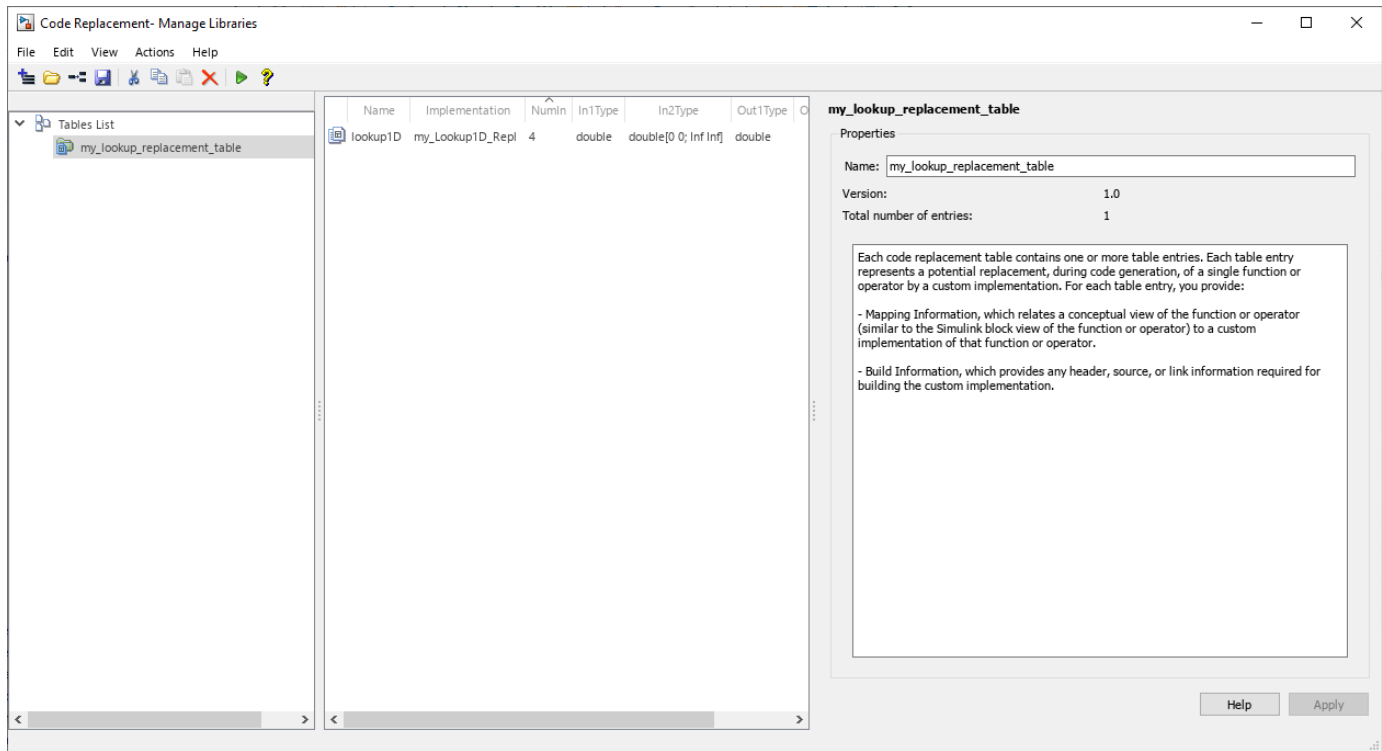 Code Replacement- Manage Libraries
File Edit View Actions Help
Tables List
my_lookup_replacement_table
Name Implementation NumIn In1Type In2Type Out1Type O
lookup1D my_Lookup1D_Repl 4 double double[0 0; Inf Inf] double
my_lookup_replacement_table
Properties
Name: my_lookup_replacement_table
Version: 1.0
Total number of entries: 1
Each code replacement table contains one or more table entries. Each table entry
represents a potential replacement, during code generation, of a single function or
operator by a custom implementation. For each table entry, you provide:
- Mapping Information, which relates a conceptual view of the function or operator
(similar to the Simulink block view of the function or operator) to a custom
implementation of that function or operator.
- Build Information, which provides any header, source, or link information required for
building the custom implementation.
Help Apply